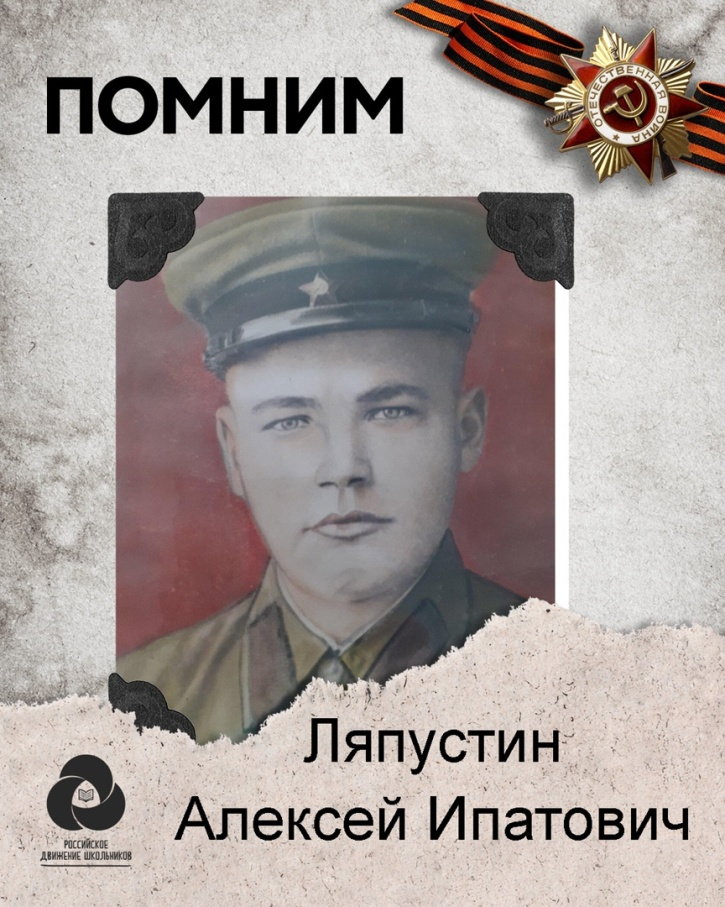 ПОМНИМ
ОТЕЧЕСТВЕННАЯ ВОЙНА
Ляпустин
Алексей Ипатович
РОССИЙСКОЕ
ДВИЖЕНИЕ ШКОЛЬНИКОВ